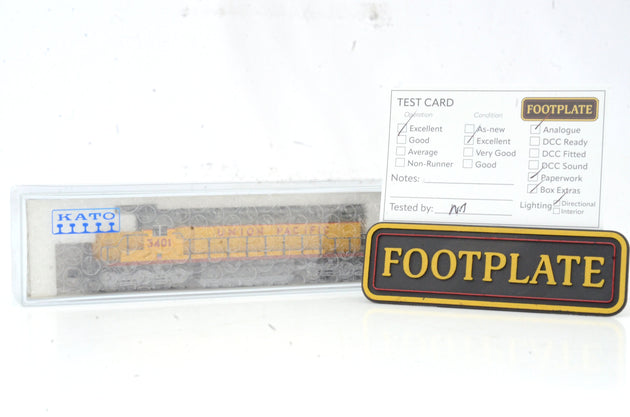 TEST CARD
FOOTPLATE
Operation
Condition
Excellent
As-new
Analogue
Good
Excellent
DCC Ready
Average
Very Good
DCC Fitted
Non-Runner
Good
DCC Sound
Notes:
Paperwork
Box Extras
Tested by:
Lighting
Directional
Interior
KATO
UNION PACIFI
3401
FOOTPLATE